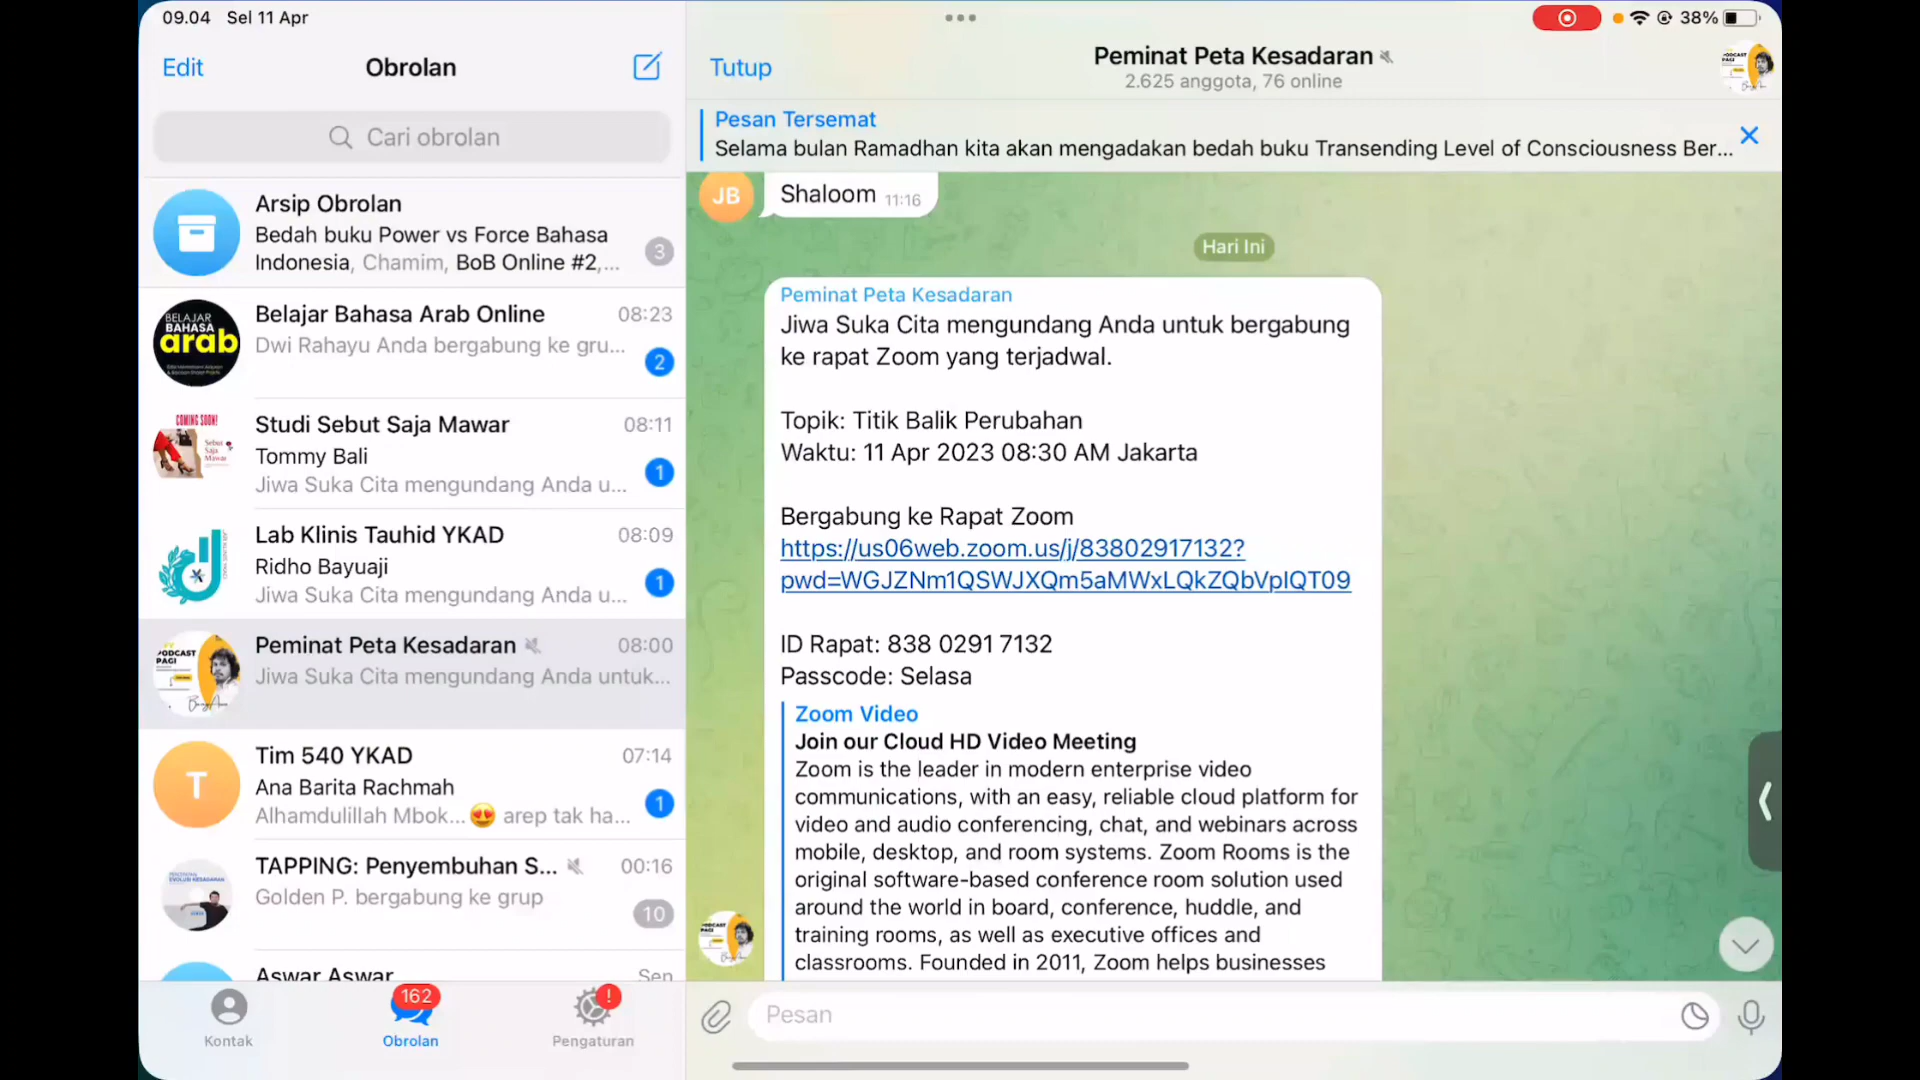 09.04 Sel 11 Apr
38%
Edit
Obrolan
Cari obrolan
Arsip Obrolan
Bedah buku Power vs Force Bahasa
Indonesia, Chamim, BoB Online #2,...
3
BELAJAR
BAHASA
arab
Belajar Bahasa Arab Online
08:23
Dwi Rahayu Anda bergabung ke gru...
2
COMING SOON!
Sebut
Saja
Mawar
Studi Sebut Saja Mawar
08:11
Tommy Bali
Jiwa Suka Cita mengundang Anda u...
1
Lab Klinis Tauhid YKAD
08:09
Ridho Bayuaji
Jiwa Suka Cita mengundang Anda u...
1
PODCAST
PAGI
Peminat Peta Kesadaran
08:00
Jiwa Suka Cita mengundang Anda untuk...
T
Tim 540 YKAD
07:14
Ana Barita Rachmah
Alhamdulillah Mbok...😍 arep tak ha...
1
TAPPING: Penyembuhan S...
00:16
Golden P. bergabung ke grup
10
Aswar Aswar
Sen
Kontak
162
Obrolan
!
Pengaturan
Tutup
Peminat Peta Kesadaran
2.625 anggota, 76 online
Pesan Tersemat
Selama bulan Ramadhan kita akan mengadakan bedah buku Transending Level of Consciousness Ber...
JB
Shaloom 11:16
Hari Ini
Peminat Peta Kesadaran
Jiwa Suka Cita mengundang Anda untuk bergabung
ke rapat Zoom yang terjadwal.
Topik: Titik Balik Perubahan
Waktu: 11 Apr 2023 08:30 AM Jakarta
Bergabung ke Rapat Zoom
https://us06web.zoom.us/j/83802917132?
pwd=WGJZNm1QSWJXQm5aMWxLQkZQbVpIQT09
ID Rapat: 838 0291 7132
Passcode: Selasa
Zoom Video
Join our Cloud HD Video Meeting
Zoom is the leader in modern enterprise video
communications, with an easy, reliable cloud platform for
video and audio conferencing, chat, and webinars across
mobile, desktop, and room systems. Zoom Rooms is the
original software-based conference room solution used
around the world in board, conference, huddle, and
training rooms, as well as executive offices and
classrooms. Founded in 2011, Zoom helps businesses
Pesan